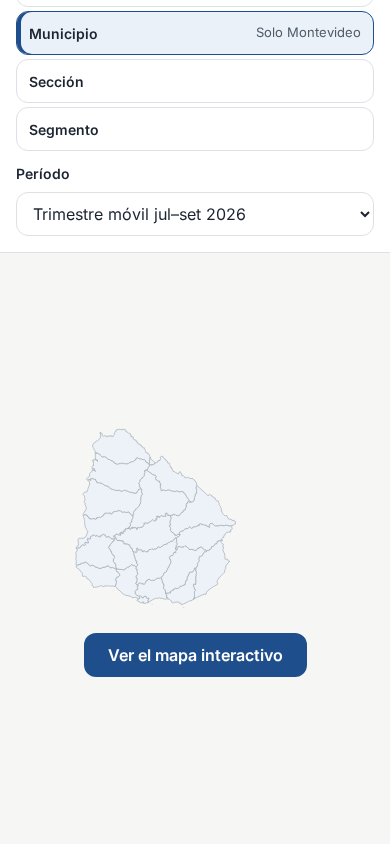 Municipio
Solo Montevideo
Sección
Segmento
Período
Trimestre móvil jul–set 2026
Ver el mapa interactivo